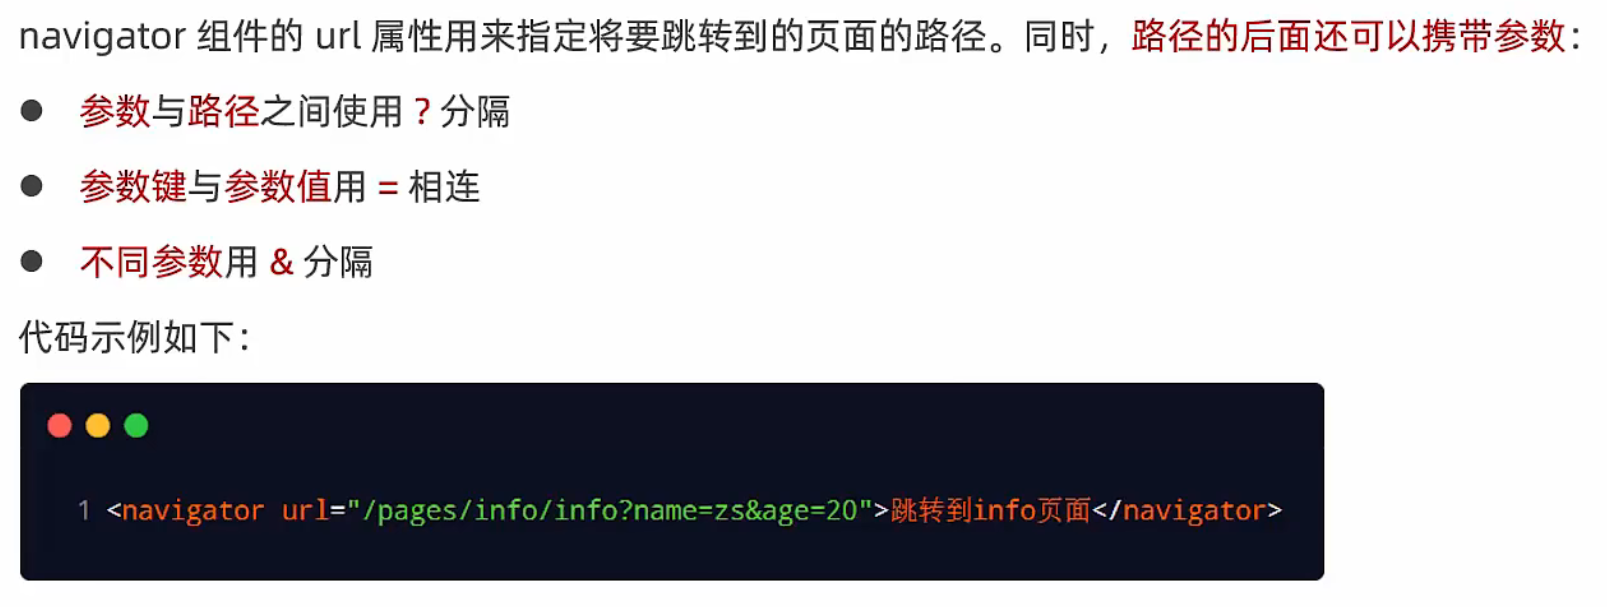 navigator 组件的 url 属性用来指定将要跳转到的页面的路径。同时，路径的后面还可以携带参数：
● 参数与路径之间使用 ? 分隔
● 参数键与参数值用 = 相连
● 不同参数用 & 分隔
代码示例如下：
1 <navigator url="/pages/info/info?name=zs&age=20">跳转到info页面</navigator>